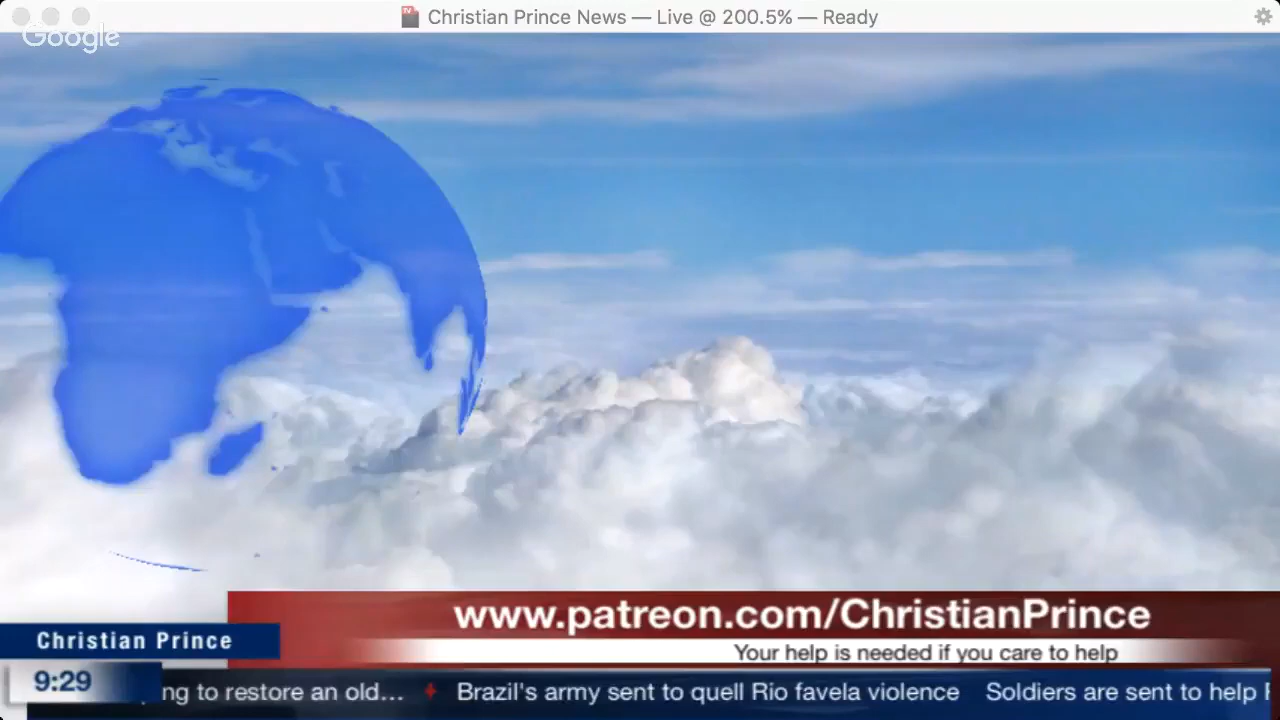 Christian Prince News — Live @ 200.5% — Ready
Google
www.patreon.com/ChristianPrince
Christian Prince
Your help is needed if you care to help
9:29
ng to restore an old... Brazil's army sent to quell Rio favela violence Soldiers are sent to help